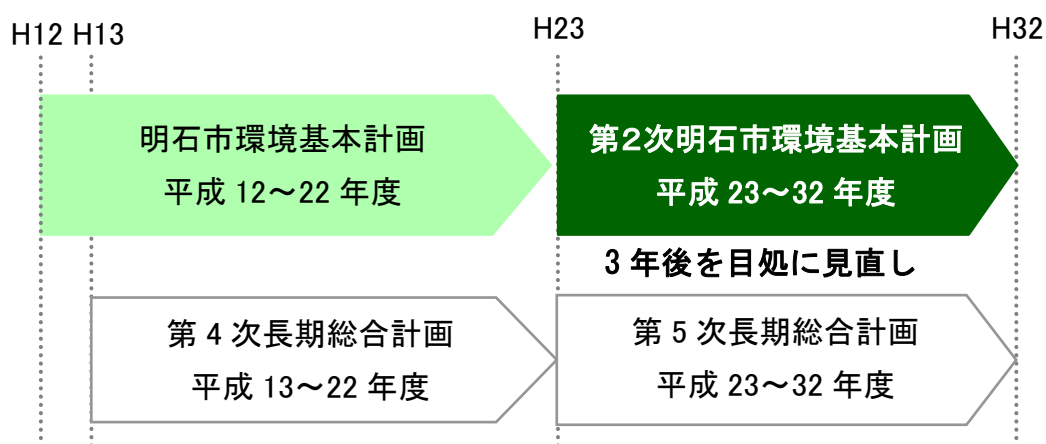 H12 H13
H23
H32
明石市環境基本計画
平成 12～22 年度
第２次明石市環境基本計画
平成 23～32 年度
3 年後を目処に見直し
第 4 次長期総合計画
平成 13～22 年度
第 5 次長期総合計画
平成 23～32 年度